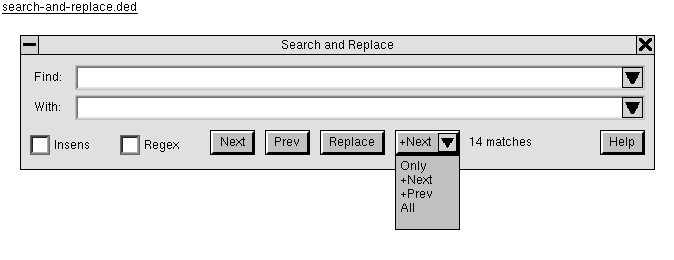 search-and-replace.ded
Search and Replace
Find:
With:
Insens Regex Next Prev Replace +Next 14 matches Help
Only
+Next
+Prev
All